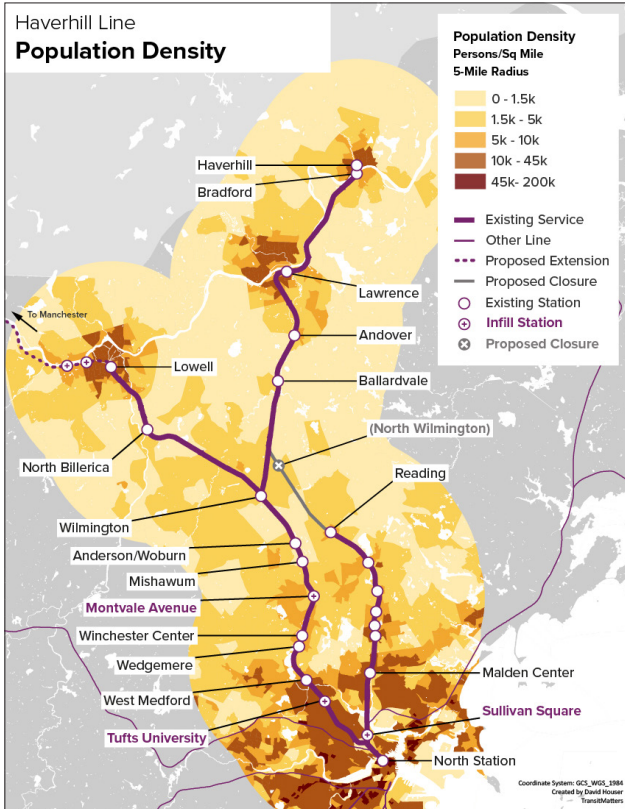 Haverhill Line
Population Density
Population Density
Persons/Sq Mile
5-Mile Radius
0 - 1.5k
1.5k - 5k
5k - 10k
10k - 45k
45k- 200k
Existing Service
Other Line
Proposed Extension
Proposed Closure
Existing Station
Infill Station
Proposed Closure
Haverhill
Bradford
Lawrence
To Manchester
Andover
Lowell
Ballardvale
(North Wilmington)
North Billerica
Reading
Wilmington
Anderson/Woburn
Mishawum
Montvale Avenue
Winchester Center
Wedgemere
Malden Center
West Medford
Sullivan Square
Tufts University
North Station
Coordinate System: GCS_WGS_1984
Created by David Houser
TransitMatters